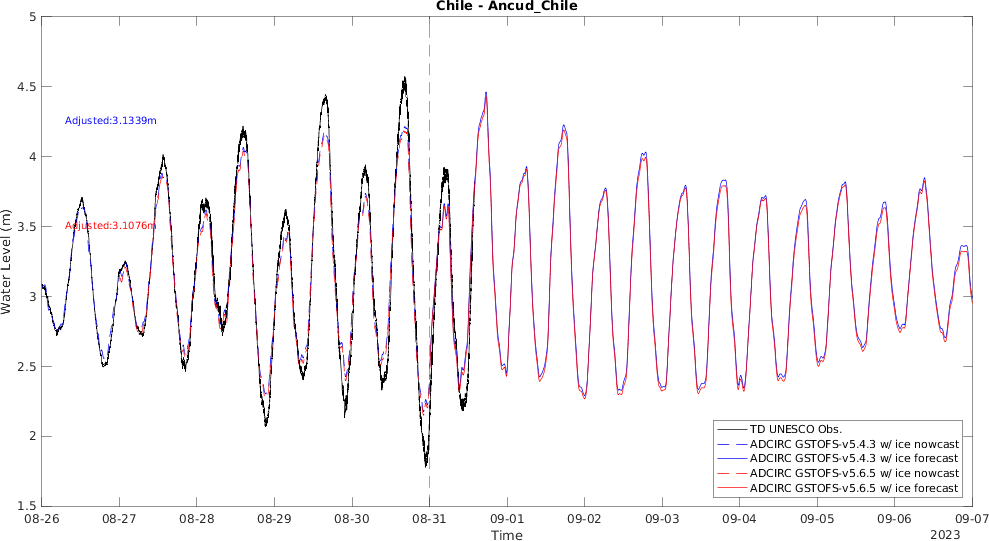 Chile - Ancud_Chile
5
4.5
4
3.5
3
2.5
2
1.5
Water Level (m)
Adjusted:3.1339m
Adjusted:3.1076m
TD UNESCO Obs.
ADCIRC GSTOFS-v5.4.3 w/ ice nowcast
ADCIRC GSTOFS-v5.4.3 w/ ice forecast
ADCIRC GSTOFS-v5.6.5 w/ ice nowcast
ADCIRC GSTOFS-v5.6.5 w/ ice forecast
08-26 08-27 08-28 08-29 08-30 08-31 09-01 09-02 09-03 09-04 09-05 09-06 09-07
Time
2023